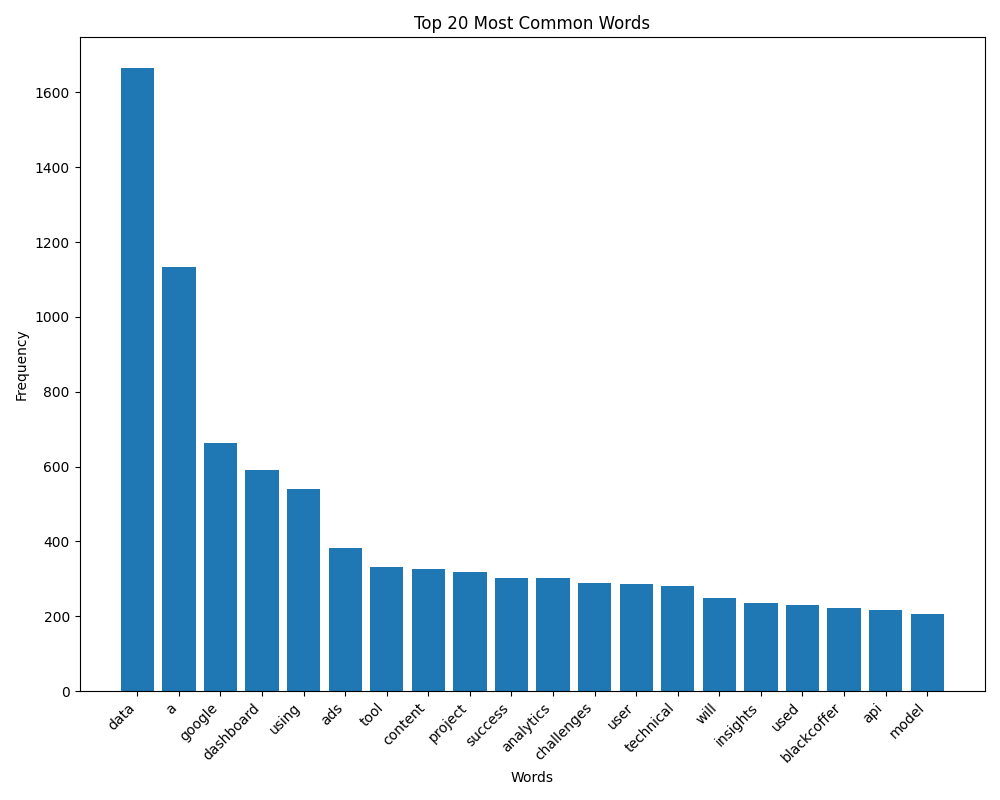 Top 20 Most Common Words
Frequency
1600
1400
1200
1000
800
600
400
200
0
data
a
google
dashboard
using
ads
tool
content
project
success
analytics
challenges
user
technical
will
insights
used
blackcoffer
api
model
Words